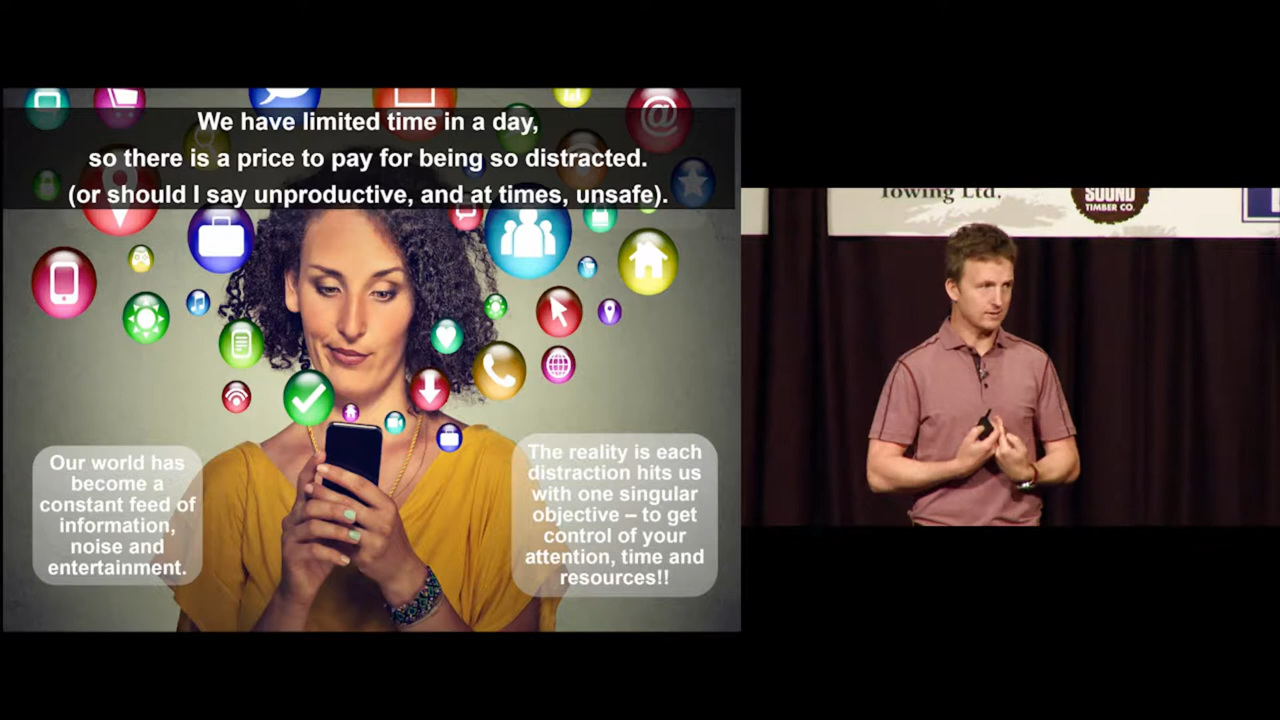 We have limited time in a day,
so there is a price to pay for being so distracted.
(or should I say unproductive, and at times, unsafe).
Our world has
become a
constant feed of
information,
noise and
entertainment.
The reality is each
distraction hits us
with one singular
objective – to get
control of your
attention, time and
resources!!
Towing Ltd.
SOUND
TIMBER CO.